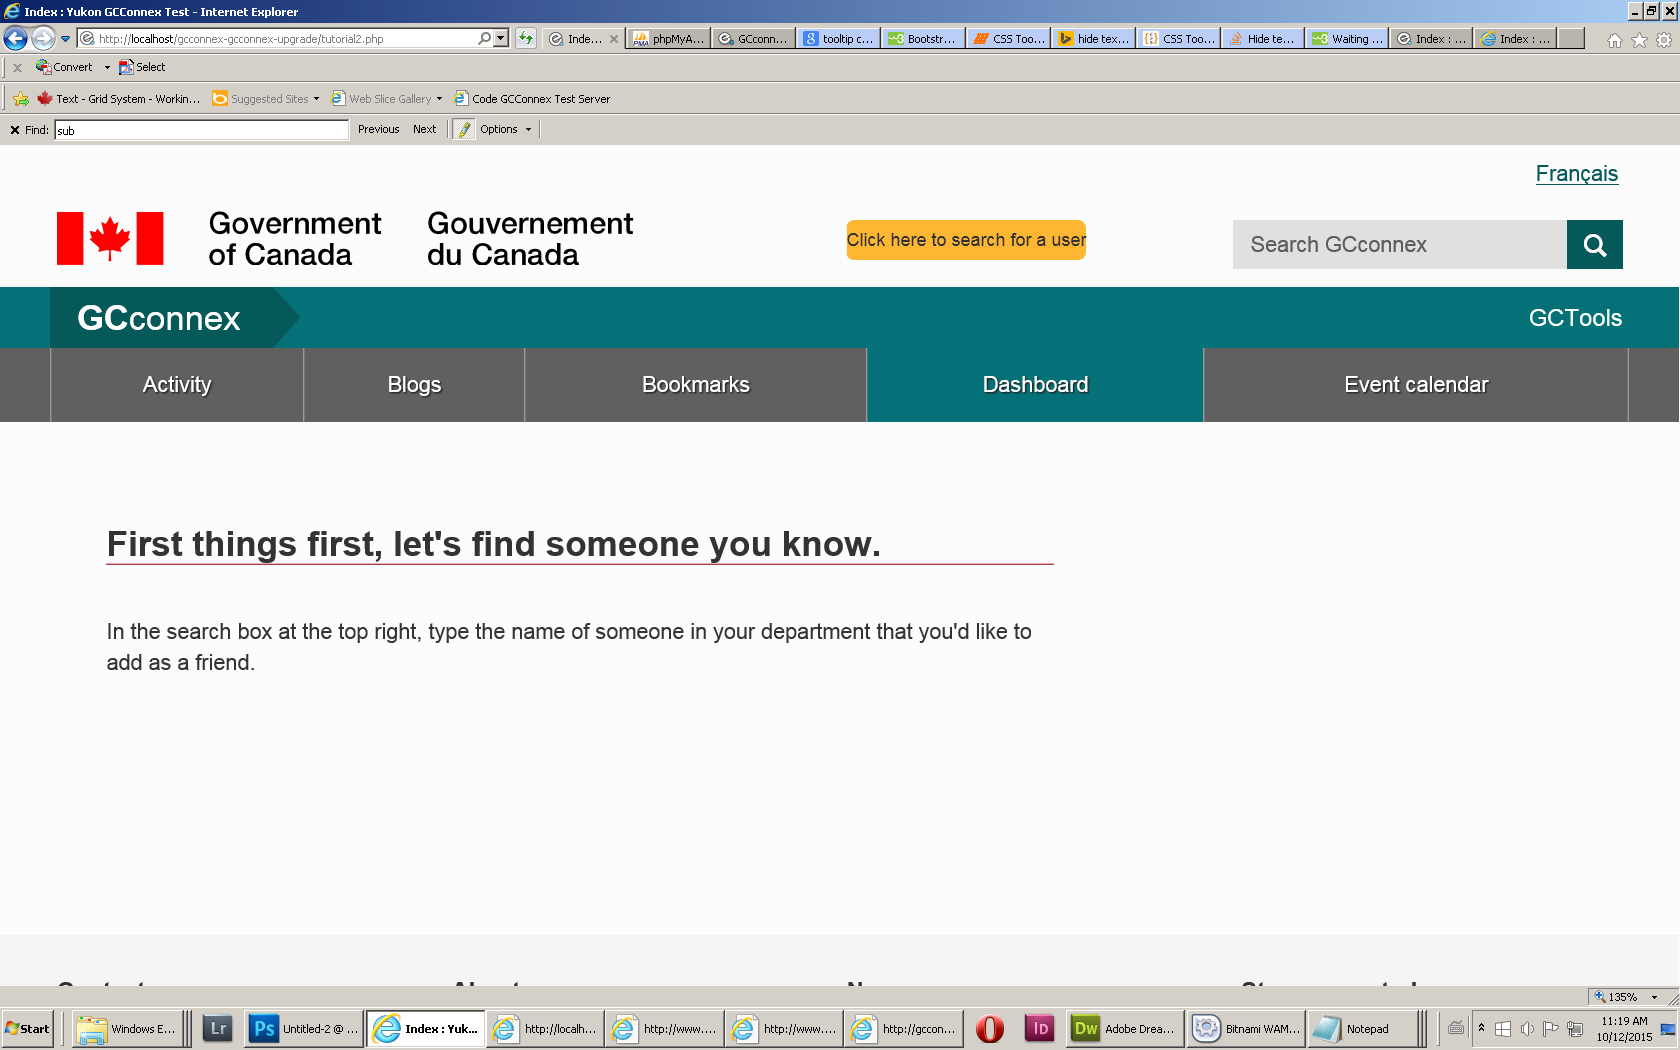 Index : Yukon GCConnex Test - Internet Explorer
http://localhost/gcconnex-gcconnex-upgrade/tutorial2.php
Inde...
phpMyA...
GCconn...
tooltip c...
Bootstr...
CSS Too...
hide tex...
CSS Too...
Hide te...
Waiting ...
Index : ...
Index : ...
Convert
Select
Text - Grid System - Workin...
Suggested Sites
Web Slice Gallery
Code GCConnex Test Server
Find: sub
Previous Next
Options
Français
Government of Canada
Gouvernement du Canada
Click here to search for a user
Search GCconnex
GCconnex
GCTools
Activity
Blogs
Bookmarks
Dashboard
Event calendar
First things first, let's find someone you know.
In the search box at the top right, type the name of someone in your department that you'd like to
add as a friend.
135%
Start
Windows E...
Lr
Ps
Untitled-2 @ ...
Index : Yuk...
http://localh...
http://www....
http://www....
http://gccon...
Id
Dw
Adobe Drea...
Bitnami WAM...
Notepad
11:19 AM
10/12/2015